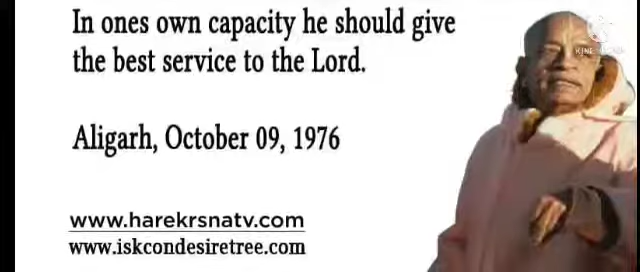 In ones own capacity he should give
the best service to the Lord.
Aligarh, October 09, 1976
www.harekrsnatv.com
www.iskcondesiretree.com